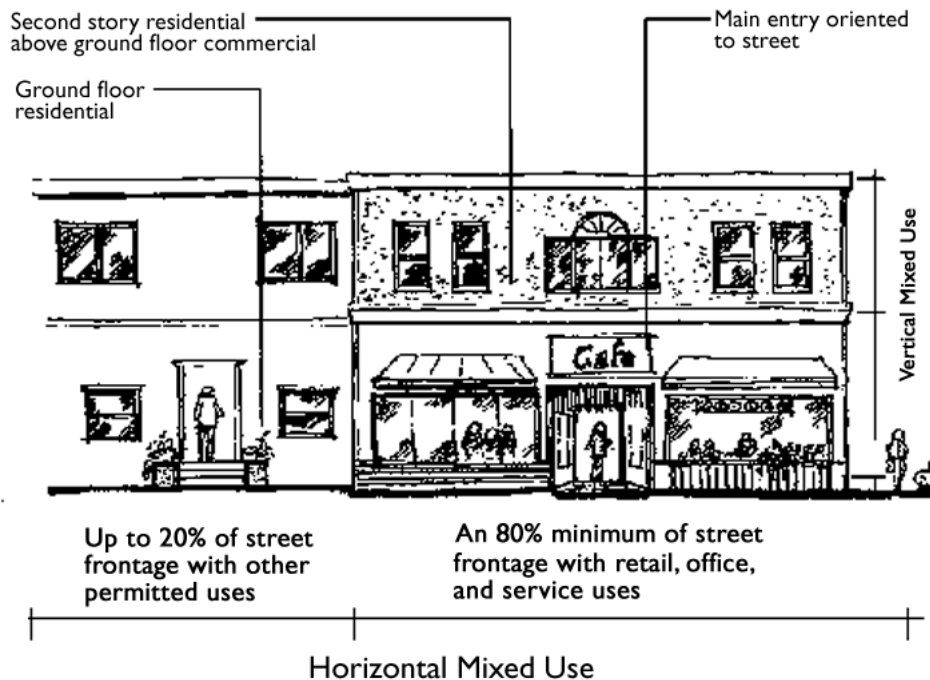 Second story residential
above ground floor commercial
Main entry oriented
to street
Ground floor
residential
Vertical Mixed Use
Cafe
Up to 20% of street
frontage with other
permitted uses
An 80% minimum of street
frontage with retail, office,
and service uses
Horizontal Mixed Use